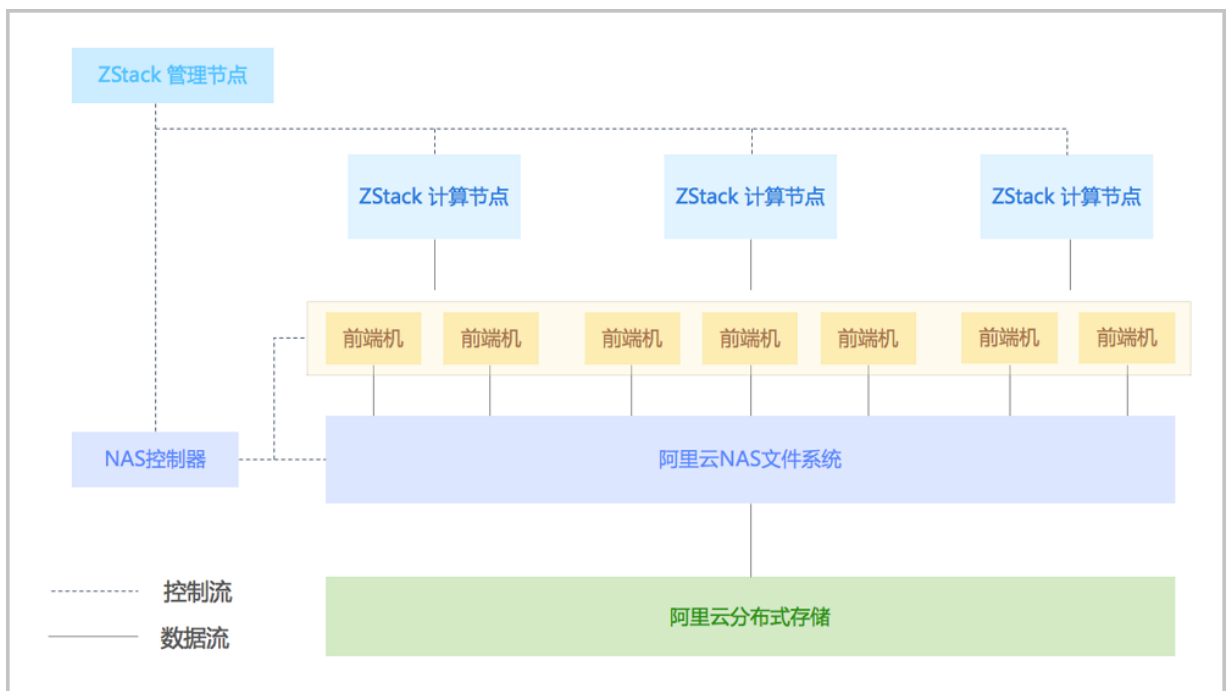 ZStack 管理节点
ZStack 计算节点
ZStack 计算节点
ZStack 计算节点
前端机
前端机
前端机
前端机
前端机
前端机
前端机
NAS控制器
阿里云NAS文件系统
控制流
数据流
阿里云分布式存储